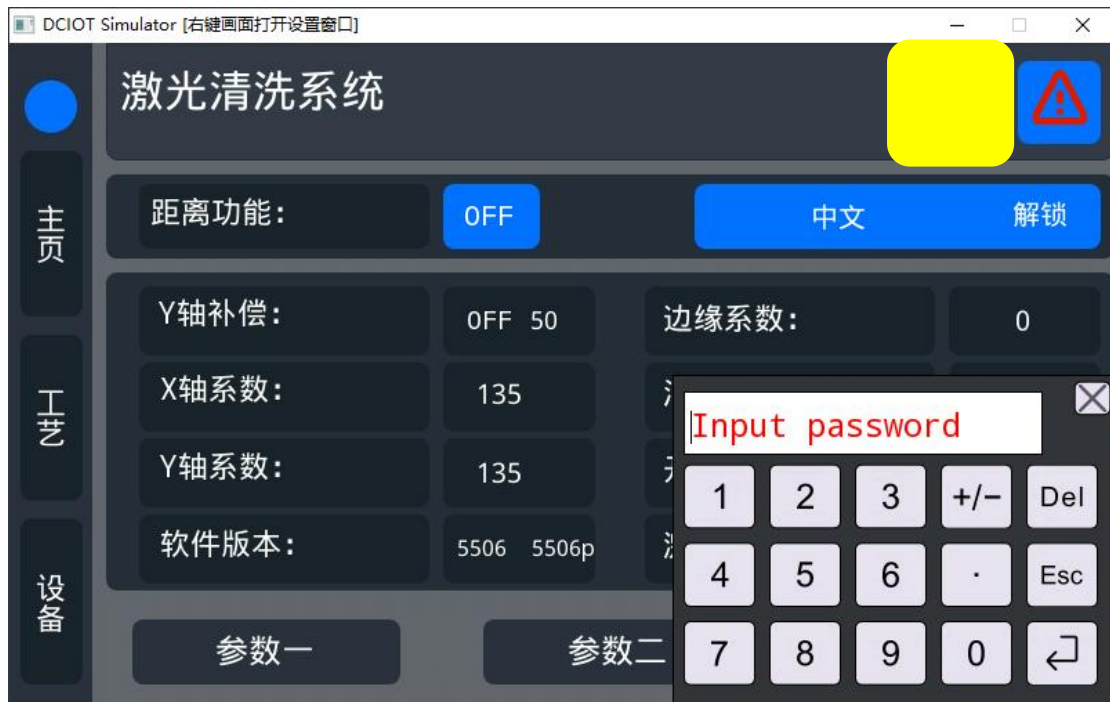 DCIOT Simulator [右键画面打开设置窗口]
激光清洗系统
主页
距离功能: OFF 中文 解锁
Y轴补偿: OFF 50 边缘系数: 0
工艺
X轴系数: 135
Input password
Y轴系数: 135
1 2 3 +/- Del
软件版本: 5506 5506p
4 5 6 . Esc
设备
参数一 参数二
7 8 9 0